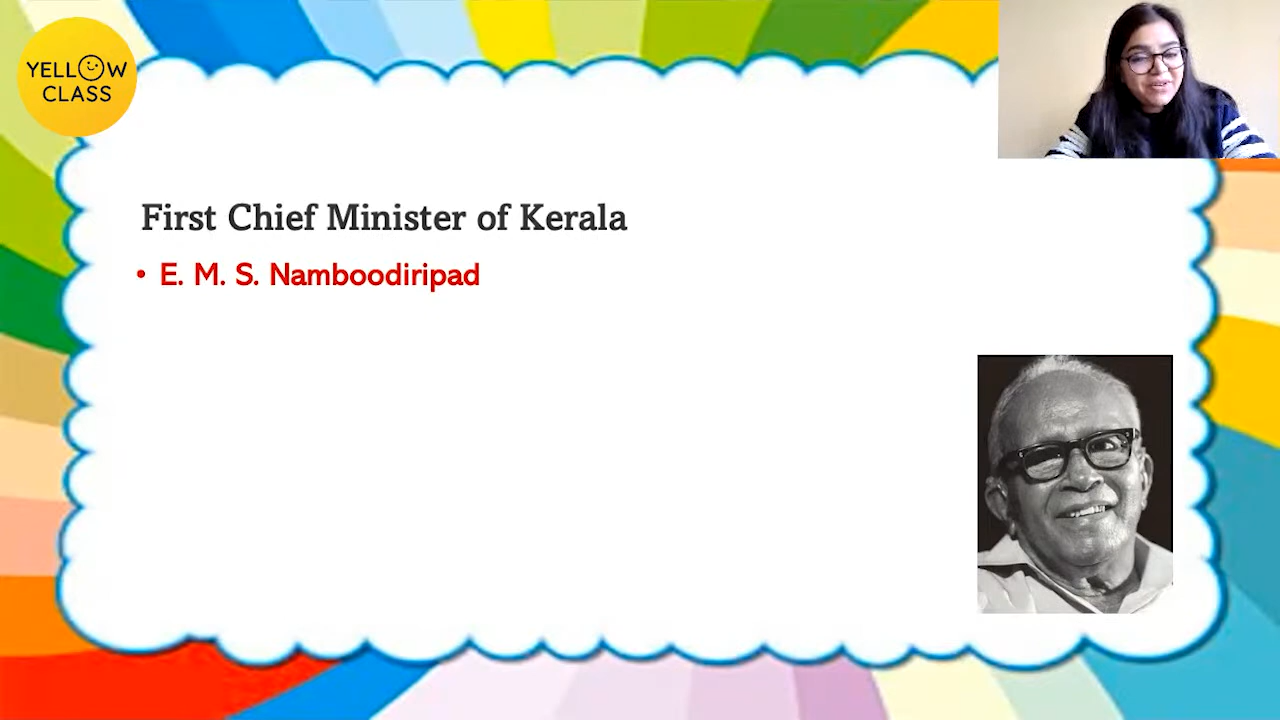 YELLOW
CLASS
First Chief Minister of Kerala
• E. M. S. Namboodiripad